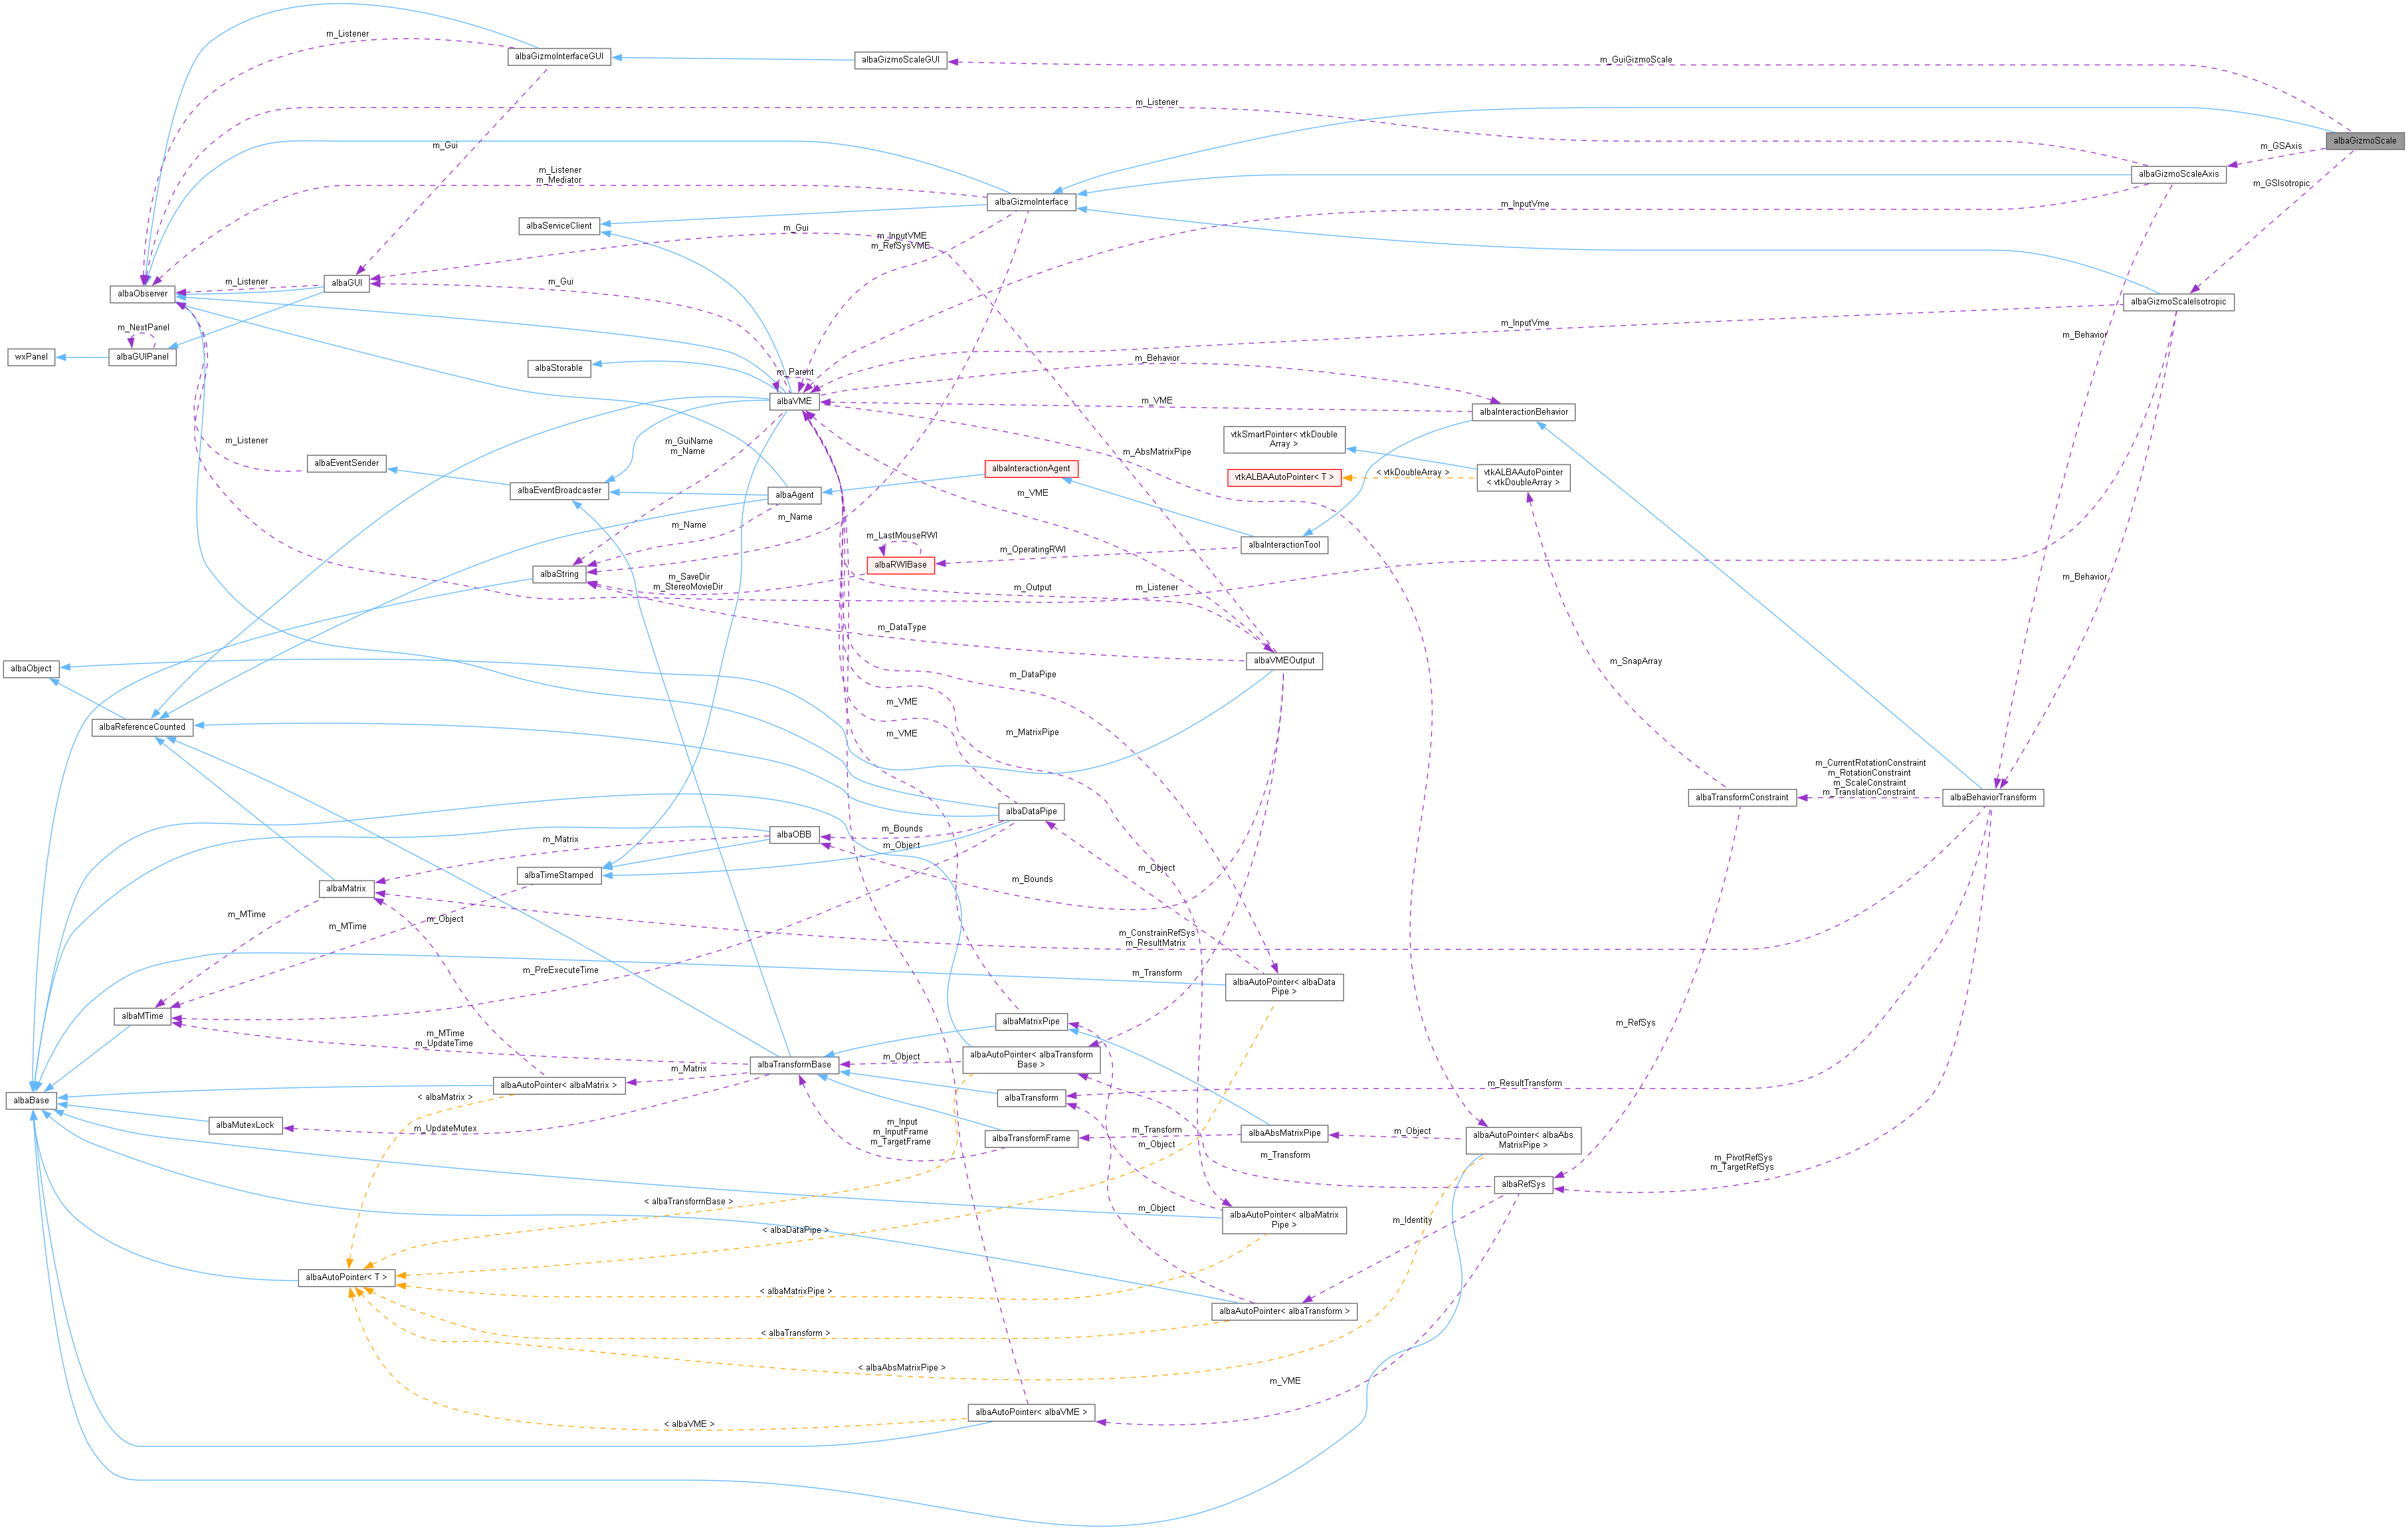 m_Listener
albaGizmoInterfaceGUI
albaGizmoScaleGUI
m_GuiGizmoScale
m_Listener
albaGizmoScale
m_Gui
m_GSAxis
m_Listener
m_Mediator
albaGizmoScaleAxis
m_GSIsotropic
albaGizmoInterface
m_InputVme
albaServiceClient
m_Gui
m_InputVME
m_RefSysVME
m_Listener
albaGUI
m_Gui
albaObserver
albaGizmoScaleIsotropic
m_NextPanel
m_InputVme
m_Behavior
wxPanel
albaGUIPanel
albaStorable
m_Parent
m_Behavior
albaVME
m_VME
albaInteractionBehavior
vtkSmartPointer< vtkDouble
Array >
m_Listener
m_GuiName
m_Name
m_AbsMatrixPipe
albaEventSender
albaInteractionAgent
< vtkDoubleArray >
vtkALBAAutoPointer< T >
vtkALBAAutoPointer
< vtkDoubleArray >
albaEventBroadcaster
albaAgent
m_VME
m_Name
m_Name
m_LastMouseRWI
albaInteractionTool
m_OperatingRWI
albaRWIBase
albaString
m_SaveDir
m_StereoMovieDir
m_Output
m_Listener
m_Behavior
m_DataType
albaObject
albaVMEOutput
m_SnapArray
m_DataPipe
m_VME
albaReferenceCounted
m_VME
m_MatrixPipe
m_CurrentRotationConstraint
m_RotationConstraint
m_ScaleConstraint
m_TranslationConstraint
albaTransformConstraint
albaBehaviorTransform
albaDataPipe
m_Bounds
albaOBB
m_Matrix
m_Object
m_Object
albaTimeStamped
m_Bounds
albaMatrix
m_MTime
m_Object
m_MTime
m_ConstrainRefSys
m_ResultMatrix
m_PreExecuteTime
m_Transform
albaAutoPointer< albaData
Pipe >
albaMTime
albaMatrixPipe
m_RefSys
m_MTime
m_UpdateTime
albaAutoPointer< albaTransform
Base >
m_Object
albaTransformBase
m_Matrix
albaAutoPointer< albaMatrix >
m_ResultTransform
albaBase
< albaMatrix >
albaTransform
albaMutexLock
m_UpdateMutex
m_Input
m_InputFrame
m_TargetFrame
albaTransformFrame
m_Transform
albaAbsMatrixPipe
m_Object
albaAutoPointer< albaAbs
MatrixPipe >
m_Object
m_Transform
m_PivotRefSys
m_TargetRefSys
albaRefSys
< albaTransformBase >
m_Object
albaAutoPointer< albaMatrix
Pipe >
m_Identity
< albaDataPipe >
albaAutoPointer< T >
< albaMatrixPipe >
albaAutoPointer< albaTransform >
< albaTransform >
< albaAbsMatrixPipe >
m_VME
albaAutoPointer< albaVME >
< albaVME >